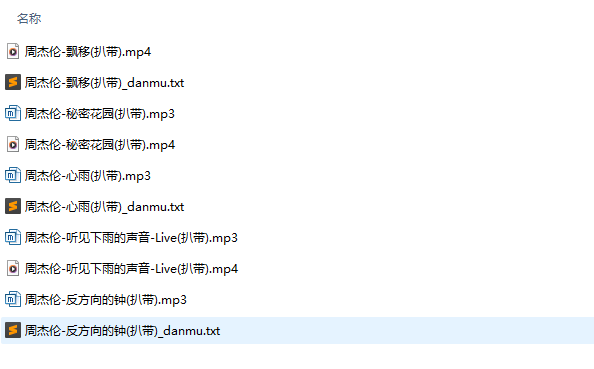 名称
周杰伦-飘移(扒带).mp4
周杰伦-飘移(扒带)_danmu.txt
周杰伦-秘密花园(扒带).mp3
周杰伦-秘密花园(扒带).mp4
周杰伦-心雨(扒带).mp3
周杰伦-心雨(扒带)_danmu.txt
周杰伦-听见下雨的声音-Live(扒带).mp3
周杰伦-听见下雨的声音-Live(扒带).mp4
周杰伦-反方向的钟(扒带).mp3
周杰伦-反方向的钟(扒带)_danmu.txt